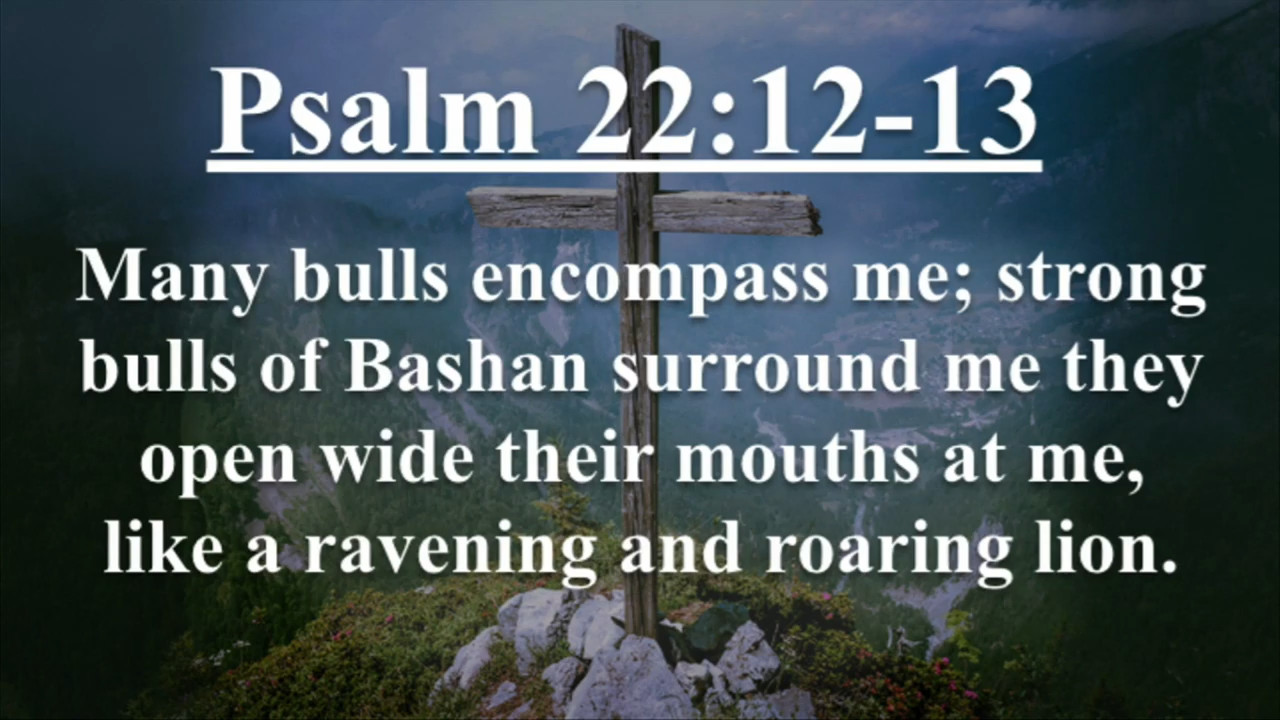 Psalm 22:12-13
Many bulls encompass me; strong
bulls of Bashan surround me they
open wide their mouths at me,
like a ravening and roaring lion.